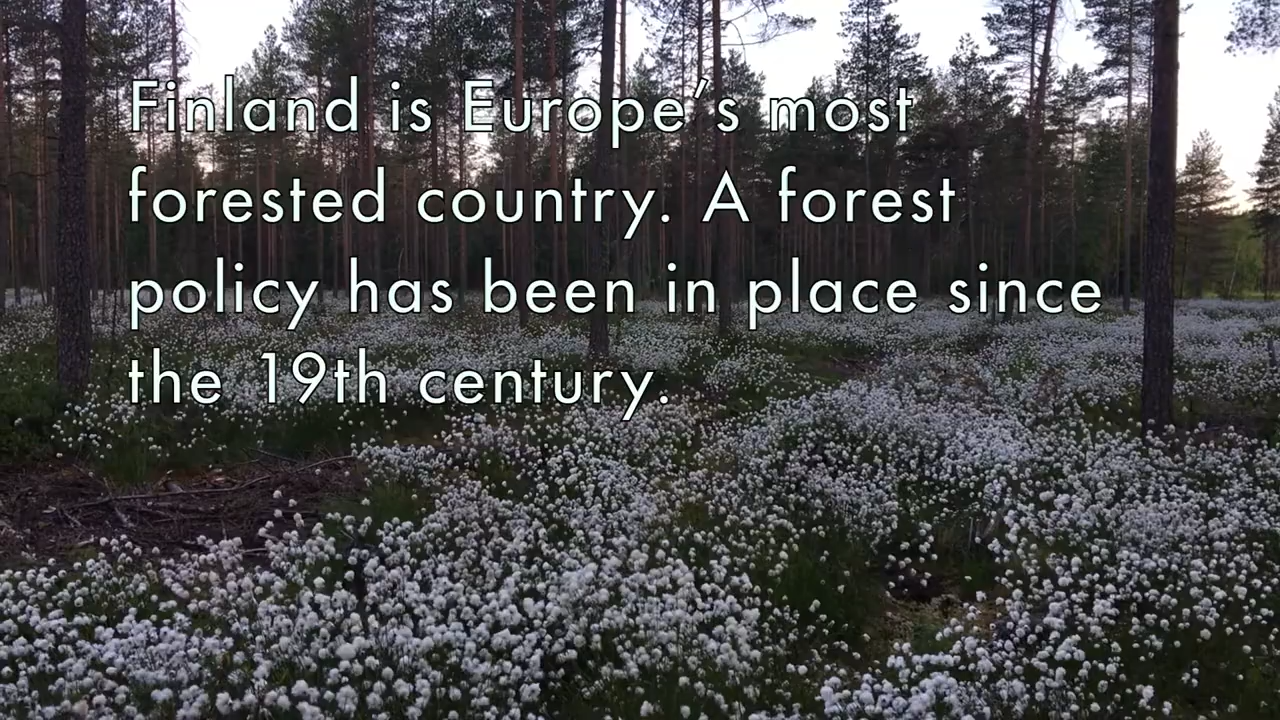 Finland is Europe’s most
forested country. A forest
policy has been in place since
the 19th century.